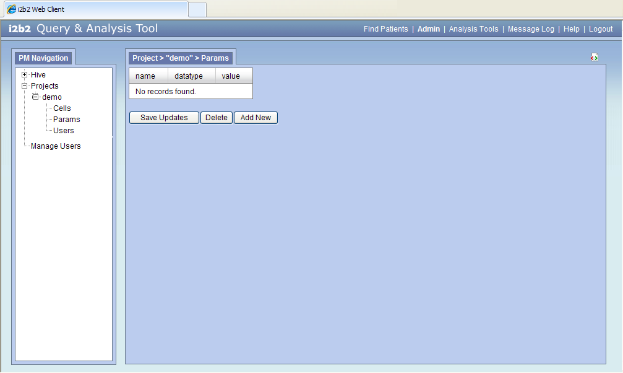 i2b2 Web Client
i2b2 Query & Analysis Tool
Find Patients | Admin | Analysis Tools | Message Log | Help | Logout
PM Navigation
Hive
Projects
demo
Cells
Params
Users
Manage Users
Project > "demo" > Params
name datatype value
No records found.
Save Updates Delete Add New